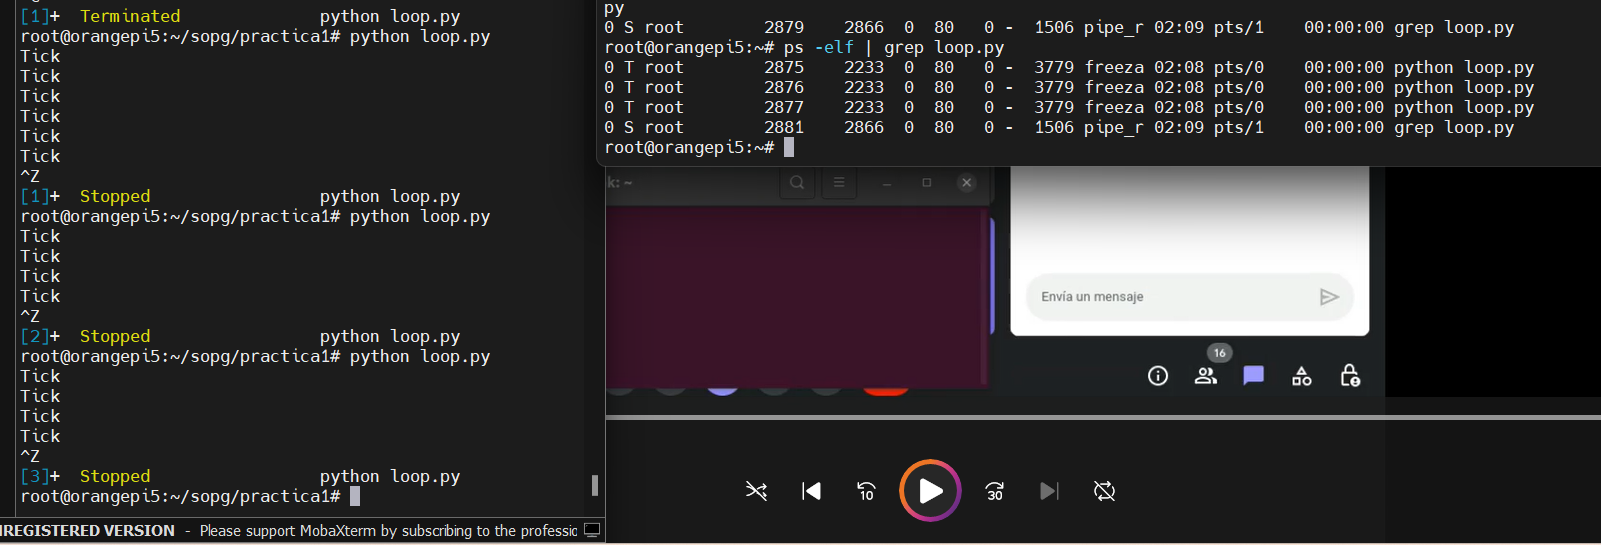 [1]+  Terminated              python loop.py
root@orangepi5:~/sopg/practica1# python loop.py
Tick
Tick
Tick
Tick
Tick
Tick
^Z
[1]+  Stopped                 python loop.py
root@orangepi5:~/sopg/practica1# python loop.py
Tick
Tick
Tick
Tick
^Z
[2]+  Stopped                 python loop.py
root@orangepi5:~/sopg/practica1# python loop.py
Tick
Tick
Tick
Tick
^Z
[3]+  Stopped                 python loop.py
root@orangepi5:~/sopg/practica1#
NREGISTERED VERSION  -  Please support MobaXterm by subscribing to the professio
py
0 S root        2879    2866  0  80   0 -  1506 pipe_r 02:09 pts/1    00:00:00 grep loop.py
root@orangepi5:~# ps -elf | grep loop.py
0 T root        2875    2233  0  80   0 -  3779 freeza 02:08 pts/0    00:00:00 python loop.py
0 T root        2876    2233  0  80   0 -  3779 freeza 02:08 pts/0    00:00:00 python loop.py
0 T root        2877    2233  0  80   0 -  3779 freeza 02:08 pts/0    00:00:00 python loop.py
0 S root        2881    2866  0  80   0 -  1506 pipe_r 02:09 pts/1    00:00:00 grep loop.py
root@orangepi5:~#
k: ~
Envía un mensaje
16
10
30